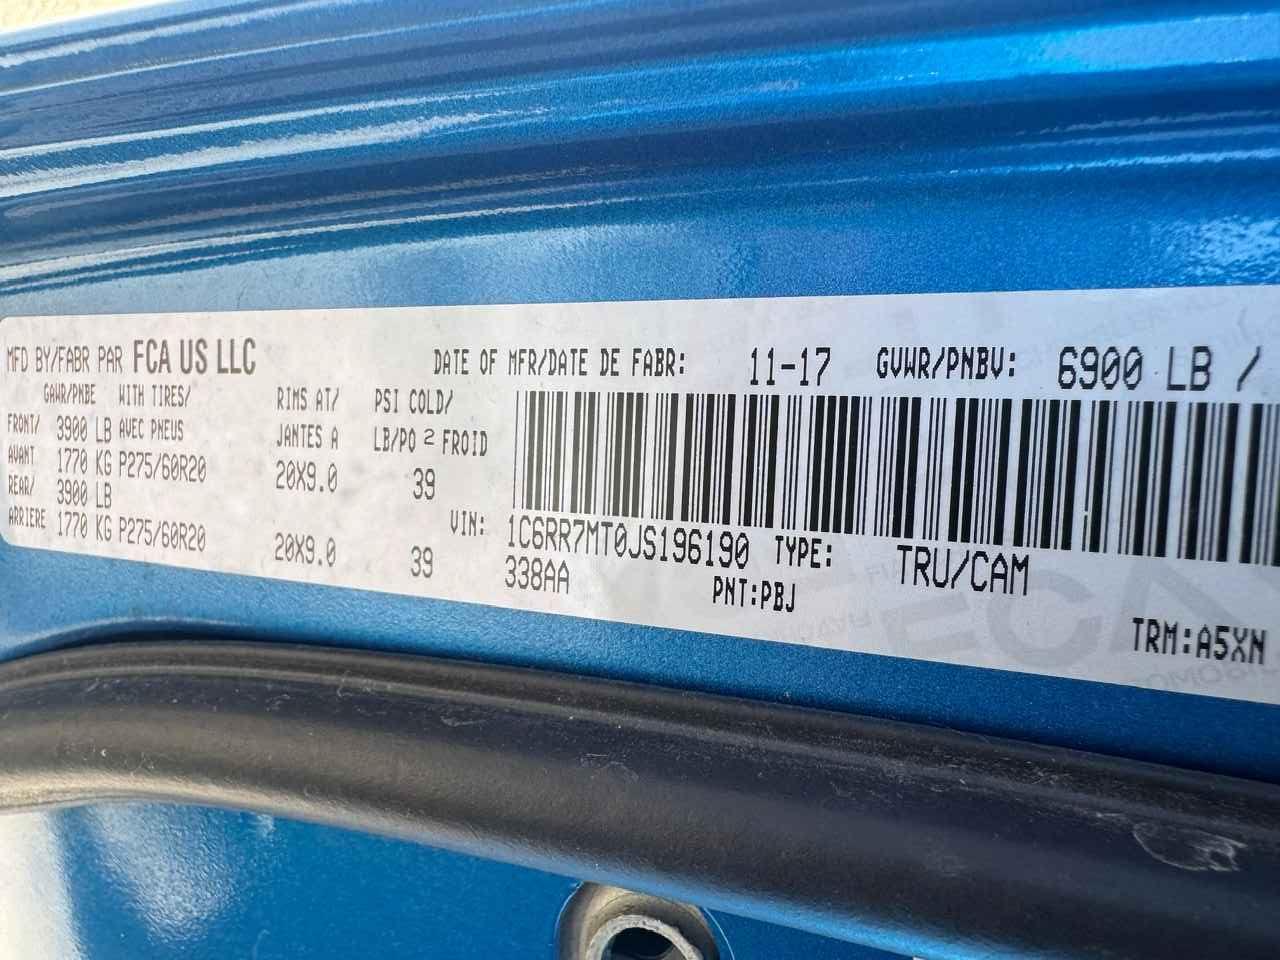 MFD BY/FABR PAR FCA US LLC DATE OF MFR/DATE DE FABR: 11-17 GVWR/PNBV: 6900 LB /
GAWR/PNBE WITH TIRES/ RIMS AT/ PSI COLD/
FRONT/ 3900 LB AVEC PNEUS JANTES A LB/PO 2 FROID
AVANT 1770 KG P275/60R20 20X9.0 39
REAR/ 3900 LB
ARRIERE 1770 KG P275/60R20 20X9.0 39
VIN: 1C6RR7MT0JS196190 TYPE: TRU/CAM
338AA PNT:PBJ TRM:A5XN